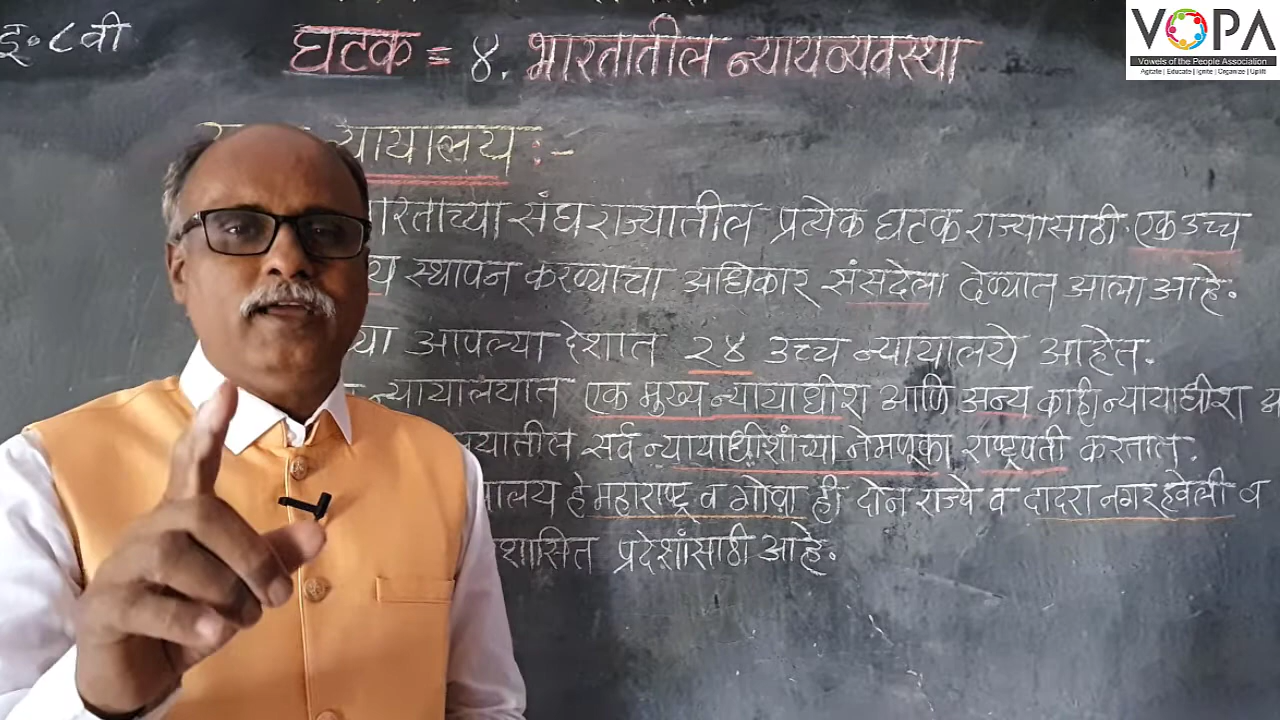 इ.८वी
घटक = ४. भारतातील न्यायव्यवस्था
VOPA
Vowels of the People Association
Agitate | Educate | Ignite | Organize | Uplift
यायालय :-
भारताच्या संघराज्यातील प्रत्येक घटक राज्यासाठी एक उच्च
स्थापन करण्याचा अधिकार संसदेला देण्यात आला आहे.
या आपल्या देशात २४ उच्च न्यायालये आहेत.
न्यायालयात एक मुख्य न्यायाधीश आणि अन्य काही न्यायाधीश
यातील सर्व न्यायाधीशांच्या नेमणूका राष्ट्रपती करतात.
यालय हे महाराष्ट्र व गोवा ही दोन राज्ये व दादरा नगर हवेली व
शासित प्रदेशांसाठी आहे.